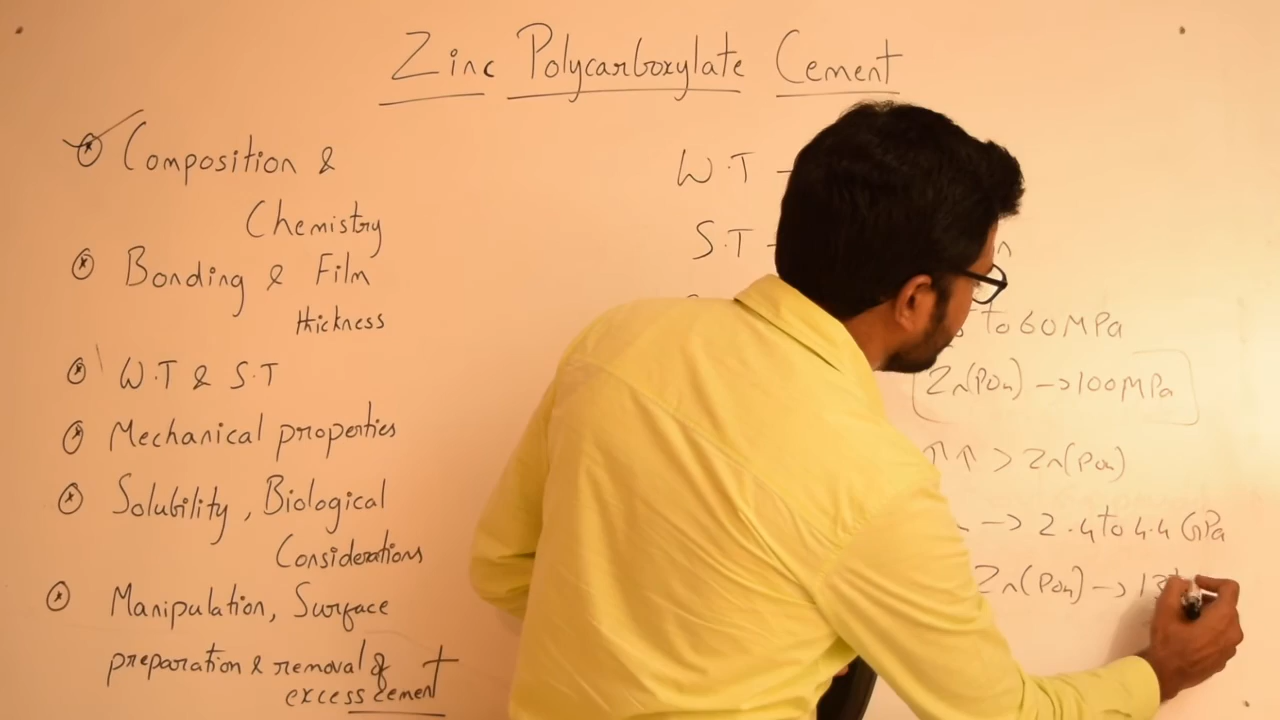 Zinc Polycarboxylate Cement
Composition &
Chemistry
Bonding & Film
thickness
W.T & S.T
Mechanical properties
Solubility, Biological
Considerations
Manipulation, Surface
preparation & removal of
excess cement
W.T -
S.T -
to 60 MPa
Zn(PO4) -> 100 MPa
↑↑ > Zn(PO4)
-> 2.4 to 4.4 GPa
Zn(PO4) -> 13